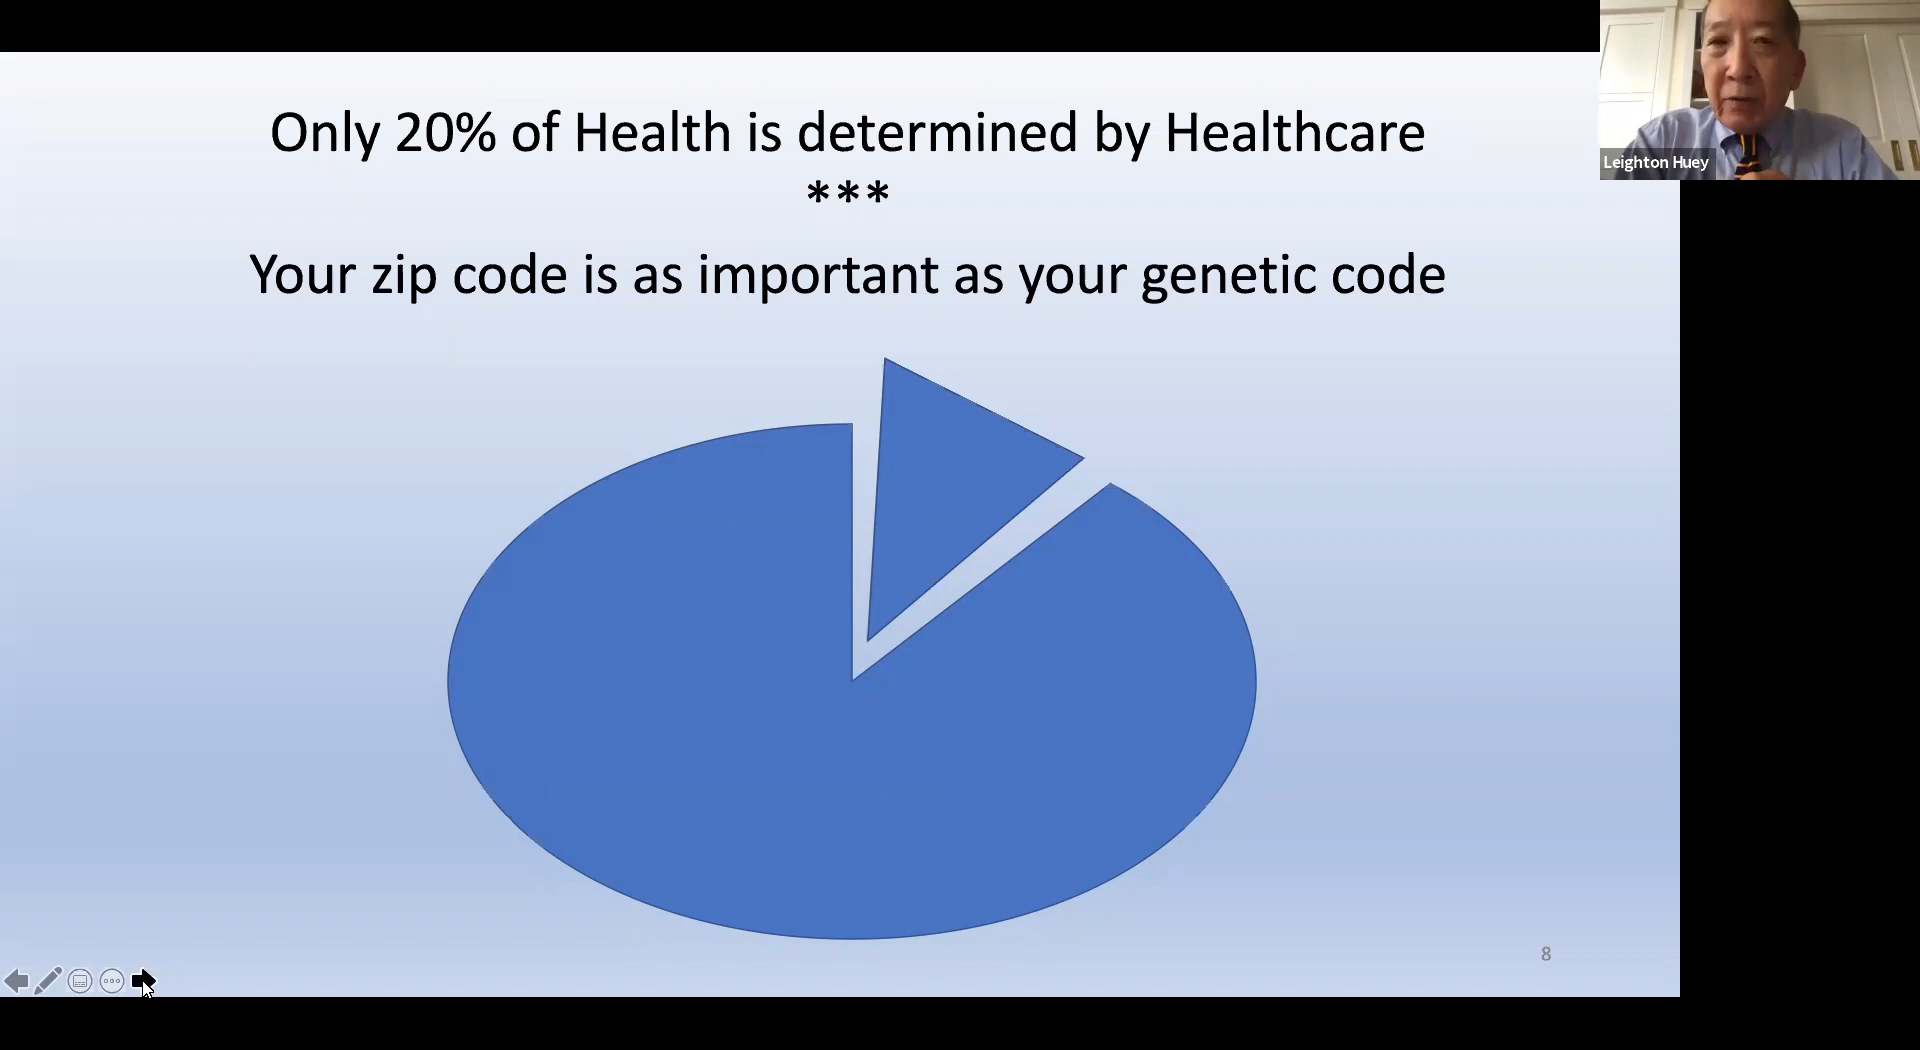 Only 20% of Health is determined by Healthcare
***
Your zip code is as important as your genetic code
Leighton Huey
8